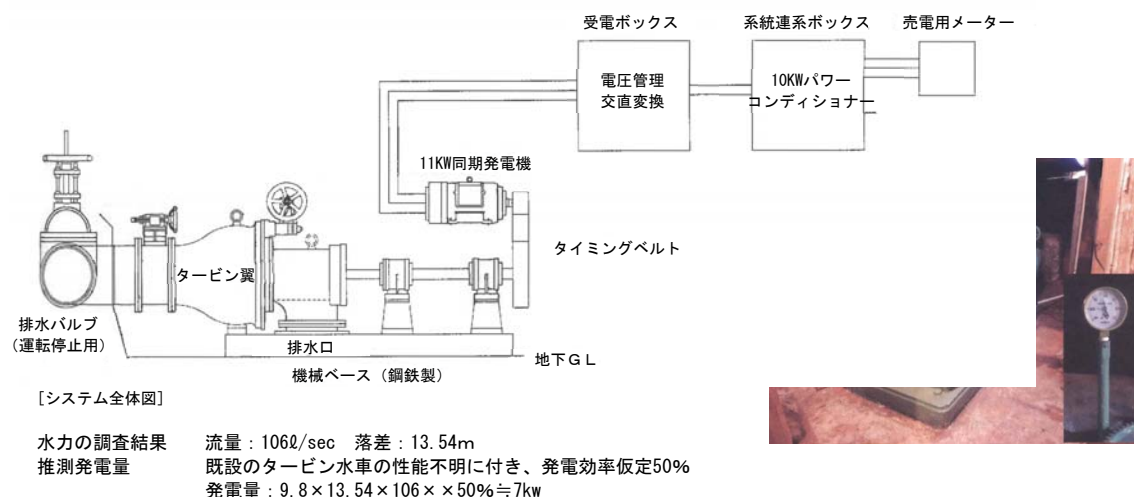 受電ボックス
系統連系ボックス
売電用メーター
電圧管理
交直変換
10KWパワー
コンディショナー
11KW同期発電機
タイミングベルト
タービン翼
排水バルブ
(運転停止用)
排水口
地下GL
機械ベース(鋼鉄製)
[システム全体図]
水力の調査結果 流量:106ℓ/sec 落差:13.54m
推測発電量 既設のタービン水車の性能不明に付き、発電効率仮定50%
発電量:9.8×13.54×106××50%≒7kw